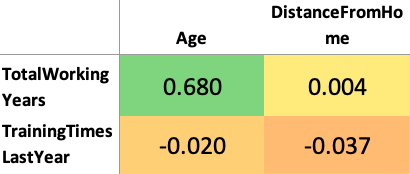 Age
DistanceFromHo
me
TotalWorking
Years
0.680
0.004
TrainingTimes
LastYear
-0.020
-0.037